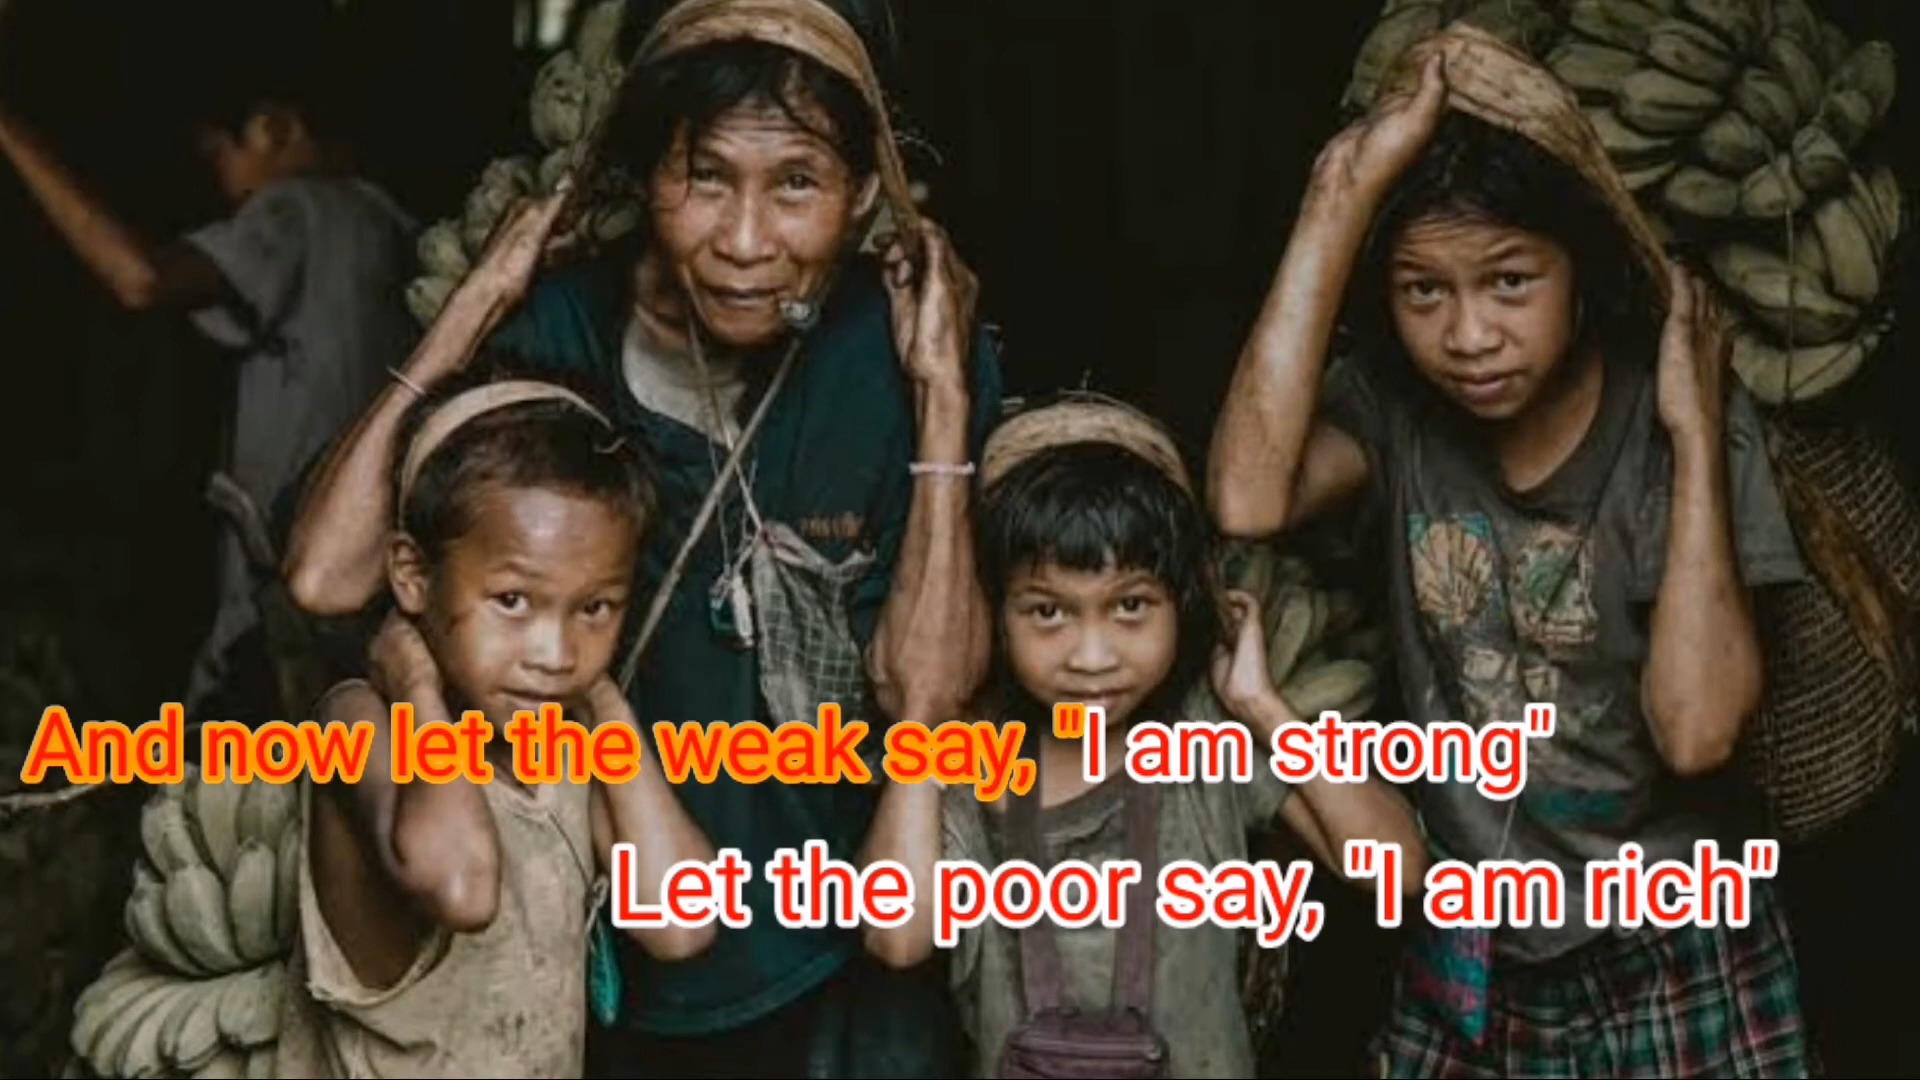 And now let the weak say, "I am strong"
Let the poor say, "I am rich"